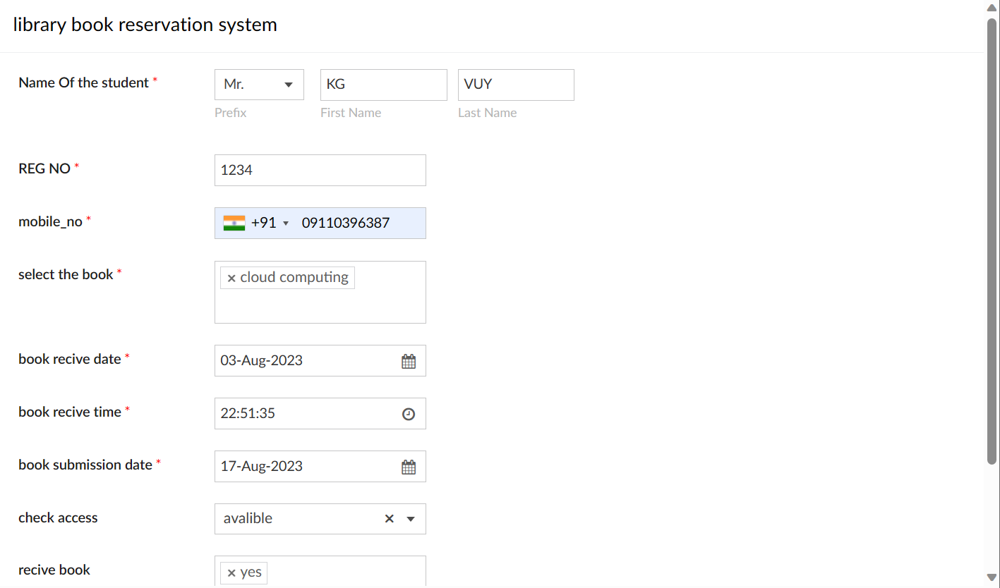 library book reservation system
Name Of the student * Mr. KG VUY
Prefix First Name Last Name
REG NO * 1234
mobile_no * +91 09110396387
select the book * × cloud computing
book recive date * 03-Aug-2023
book recive time * 22:51:35
book submission date * 17-Aug-2023
check access avalible ×
recive book × yes